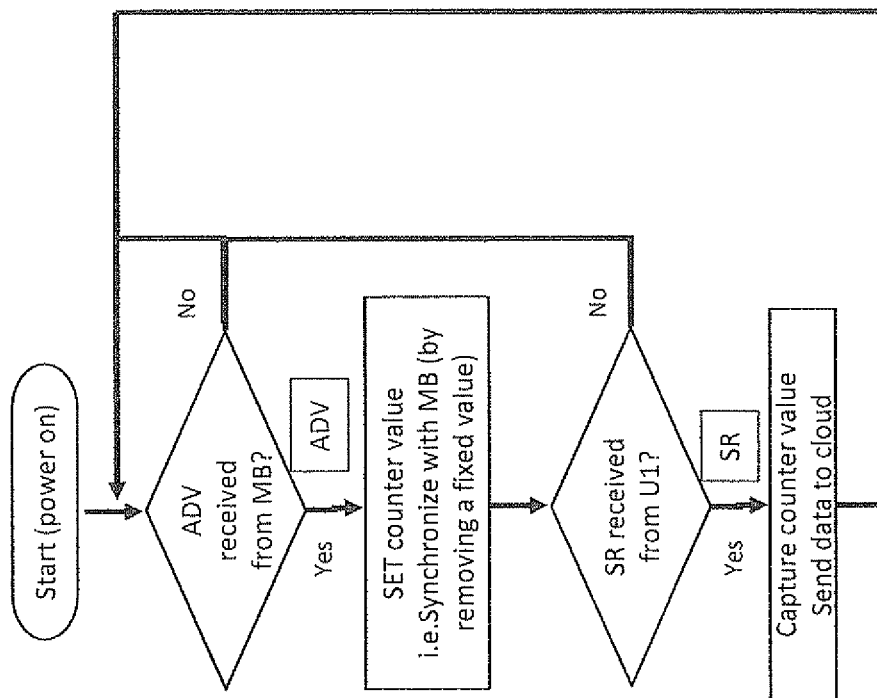 Start (power on)
ADV
received
from MB?
No
Yes
ADV
SET counter value
i.e.Synchronize with MB (by
removing a fixed value)
SR received
from U1?
No
Yes
SR
Capture counter value
Send data to cloud